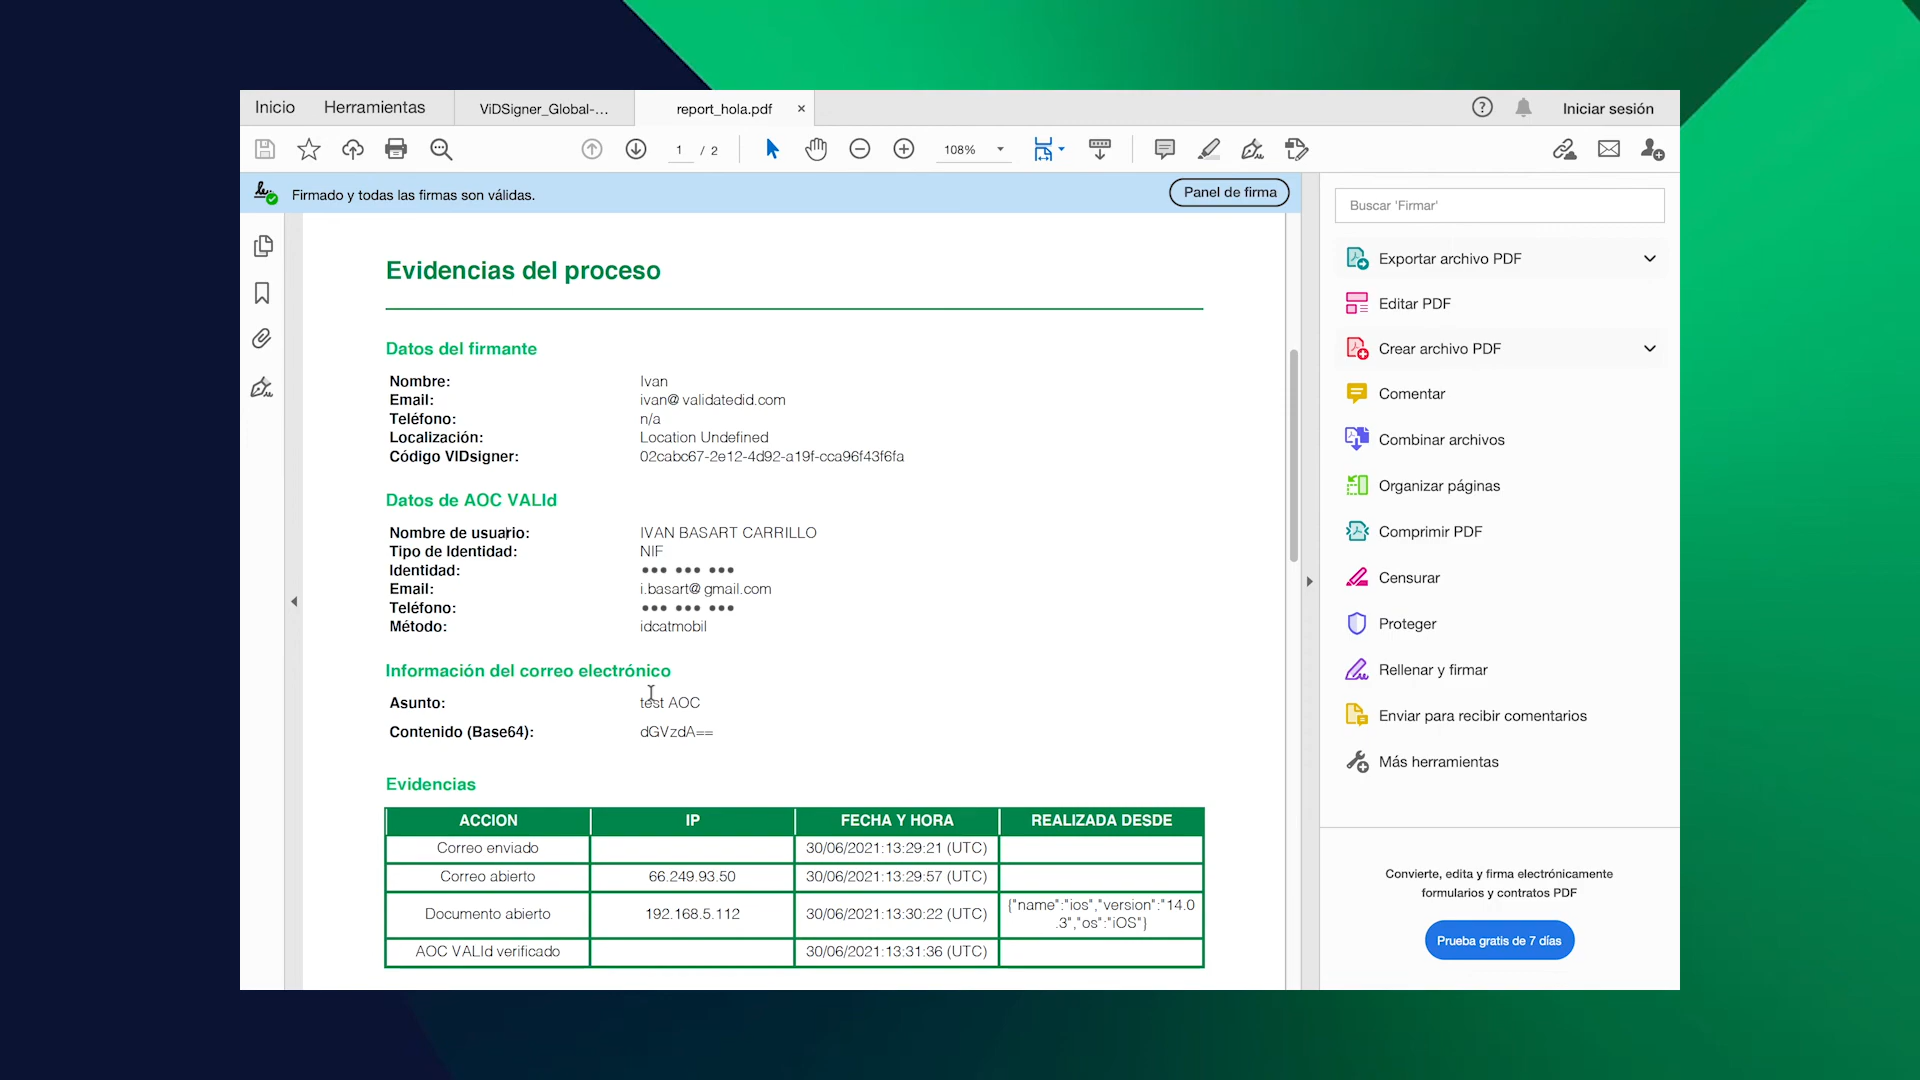 Inicio Herramientas ViDSigner_Global-... report_hola.pdf × ? Iniciar sesión
1 / 2 108%
Firmado y todas las firmas son válidas. Panel de firma
Buscar 'Firmar'
Exportar archivo PDF
Editar PDF
Crear archivo PDF
Comentar
Combinar archivos
Organizar páginas
Comprimir PDF
Censurar
Proteger
Rellenar y firmar
Enviar para recibir comentarios
Más herramientas
Convierte, edita y firma electrónicamente
formularios y contratos PDF
Prueba gratis de 7 días
Evidencias del proceso
Datos del firmante
Nombre: Ivan
Email: ivan@validatedid.com
Teléfono: n/a
Localización: Location Undefined
Código VIDsigner: 02cabc67-2e12-4d92-a19f-cca96f43f6fa
Datos de AOC VALId
Nombre de usuario: IVAN BASART CARRILLO
Tipo de Identidad: NIF
Identidad: ••• ••• •••
Email: i.basart@gmail.com
Teléfono: ••• ••• •••
Método: idcatmobil
Información del correo electrónico
Asunto: test AOC
Contenido (Base64): dGVzdA==
Evidencias
ACCION IP FECHA Y HORA REALIZADA DESDE
Correo enviado 30/06/2021:13:29:21 (UTC)
Correo abierto 66.249.93.50 30/06/2021:13:29:57 (UTC)
Documento abierto 192.168.5.112 30/06/2021:13:30:22 (UTC) {"name":"ios","version":"14.0
.3","os":"iOS"}
AOC VALId verificado 30/06/2021:13:31:36 (UTC)